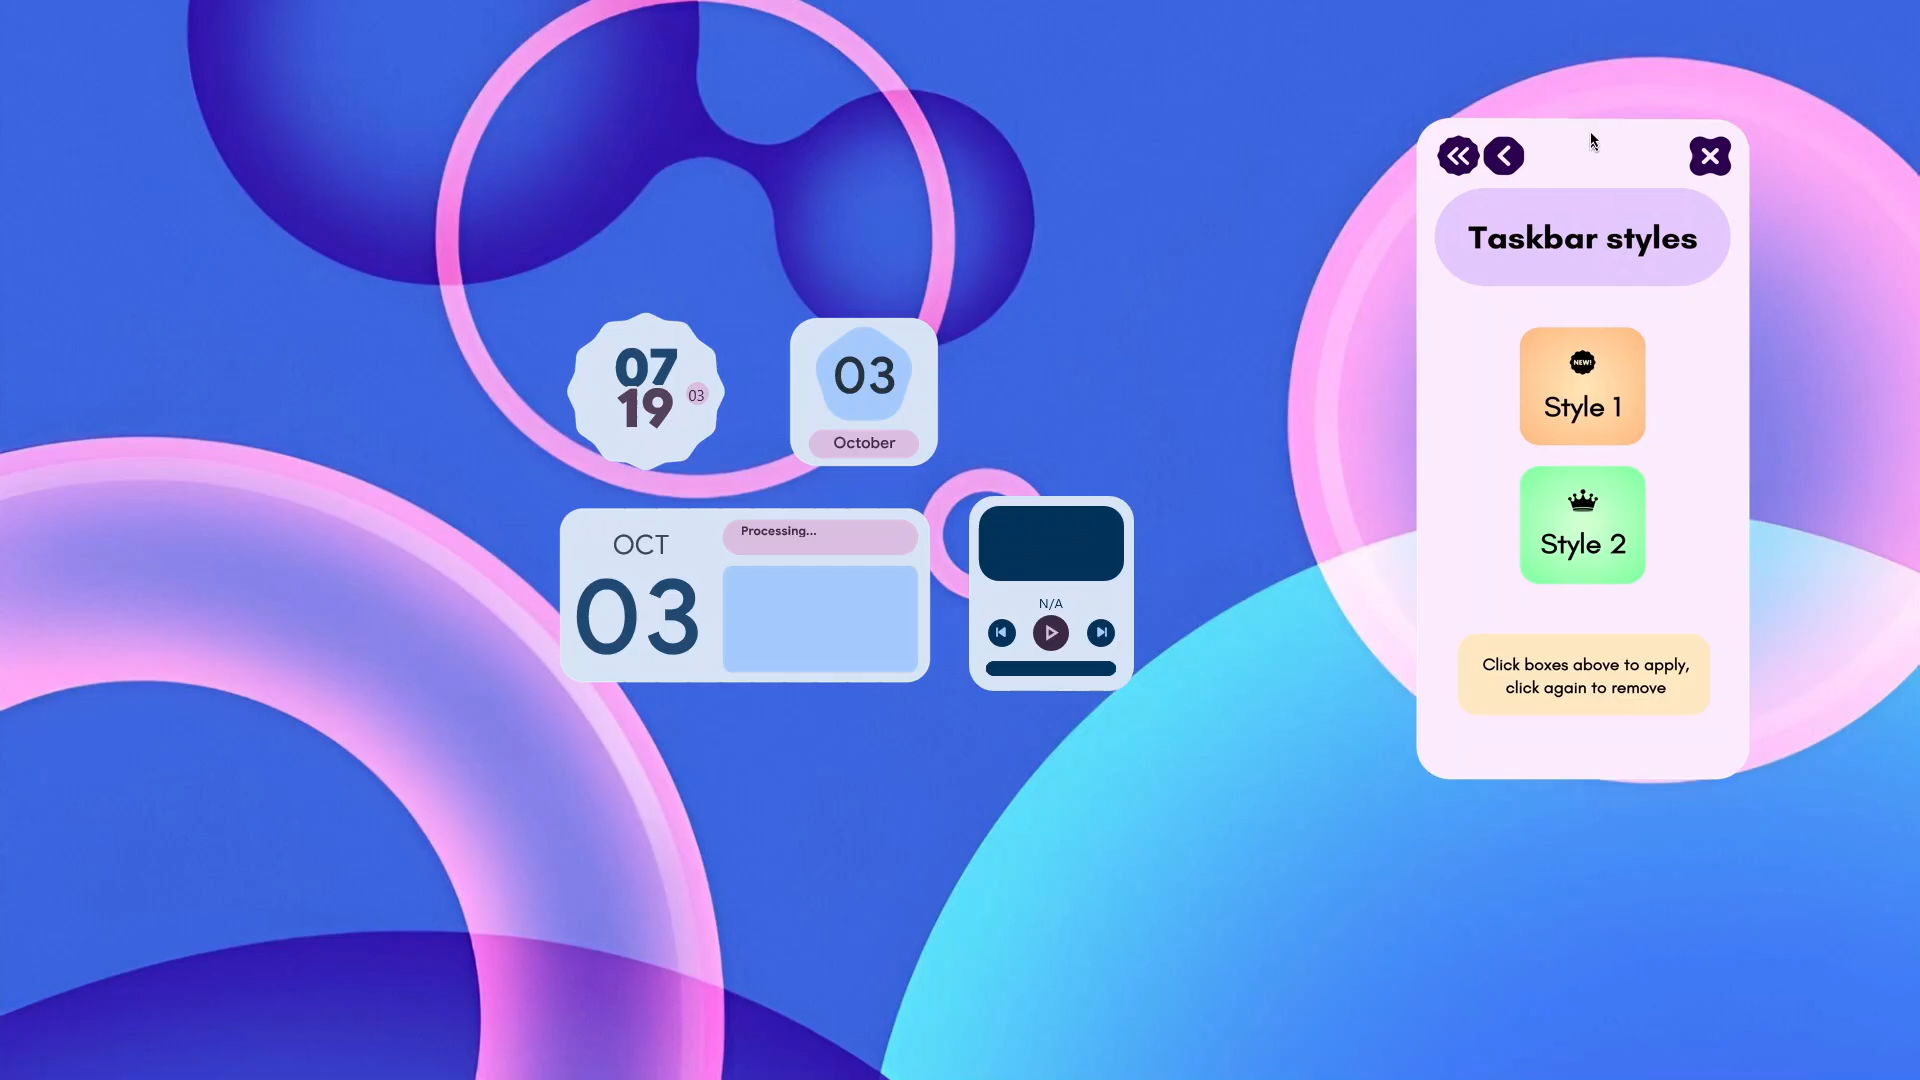 07
19
03
03
October
OCT
03
Processing...
N/A
Taskbar styles
NEW!
Style 1
Style 2
Click boxes above to apply,
click again to remove